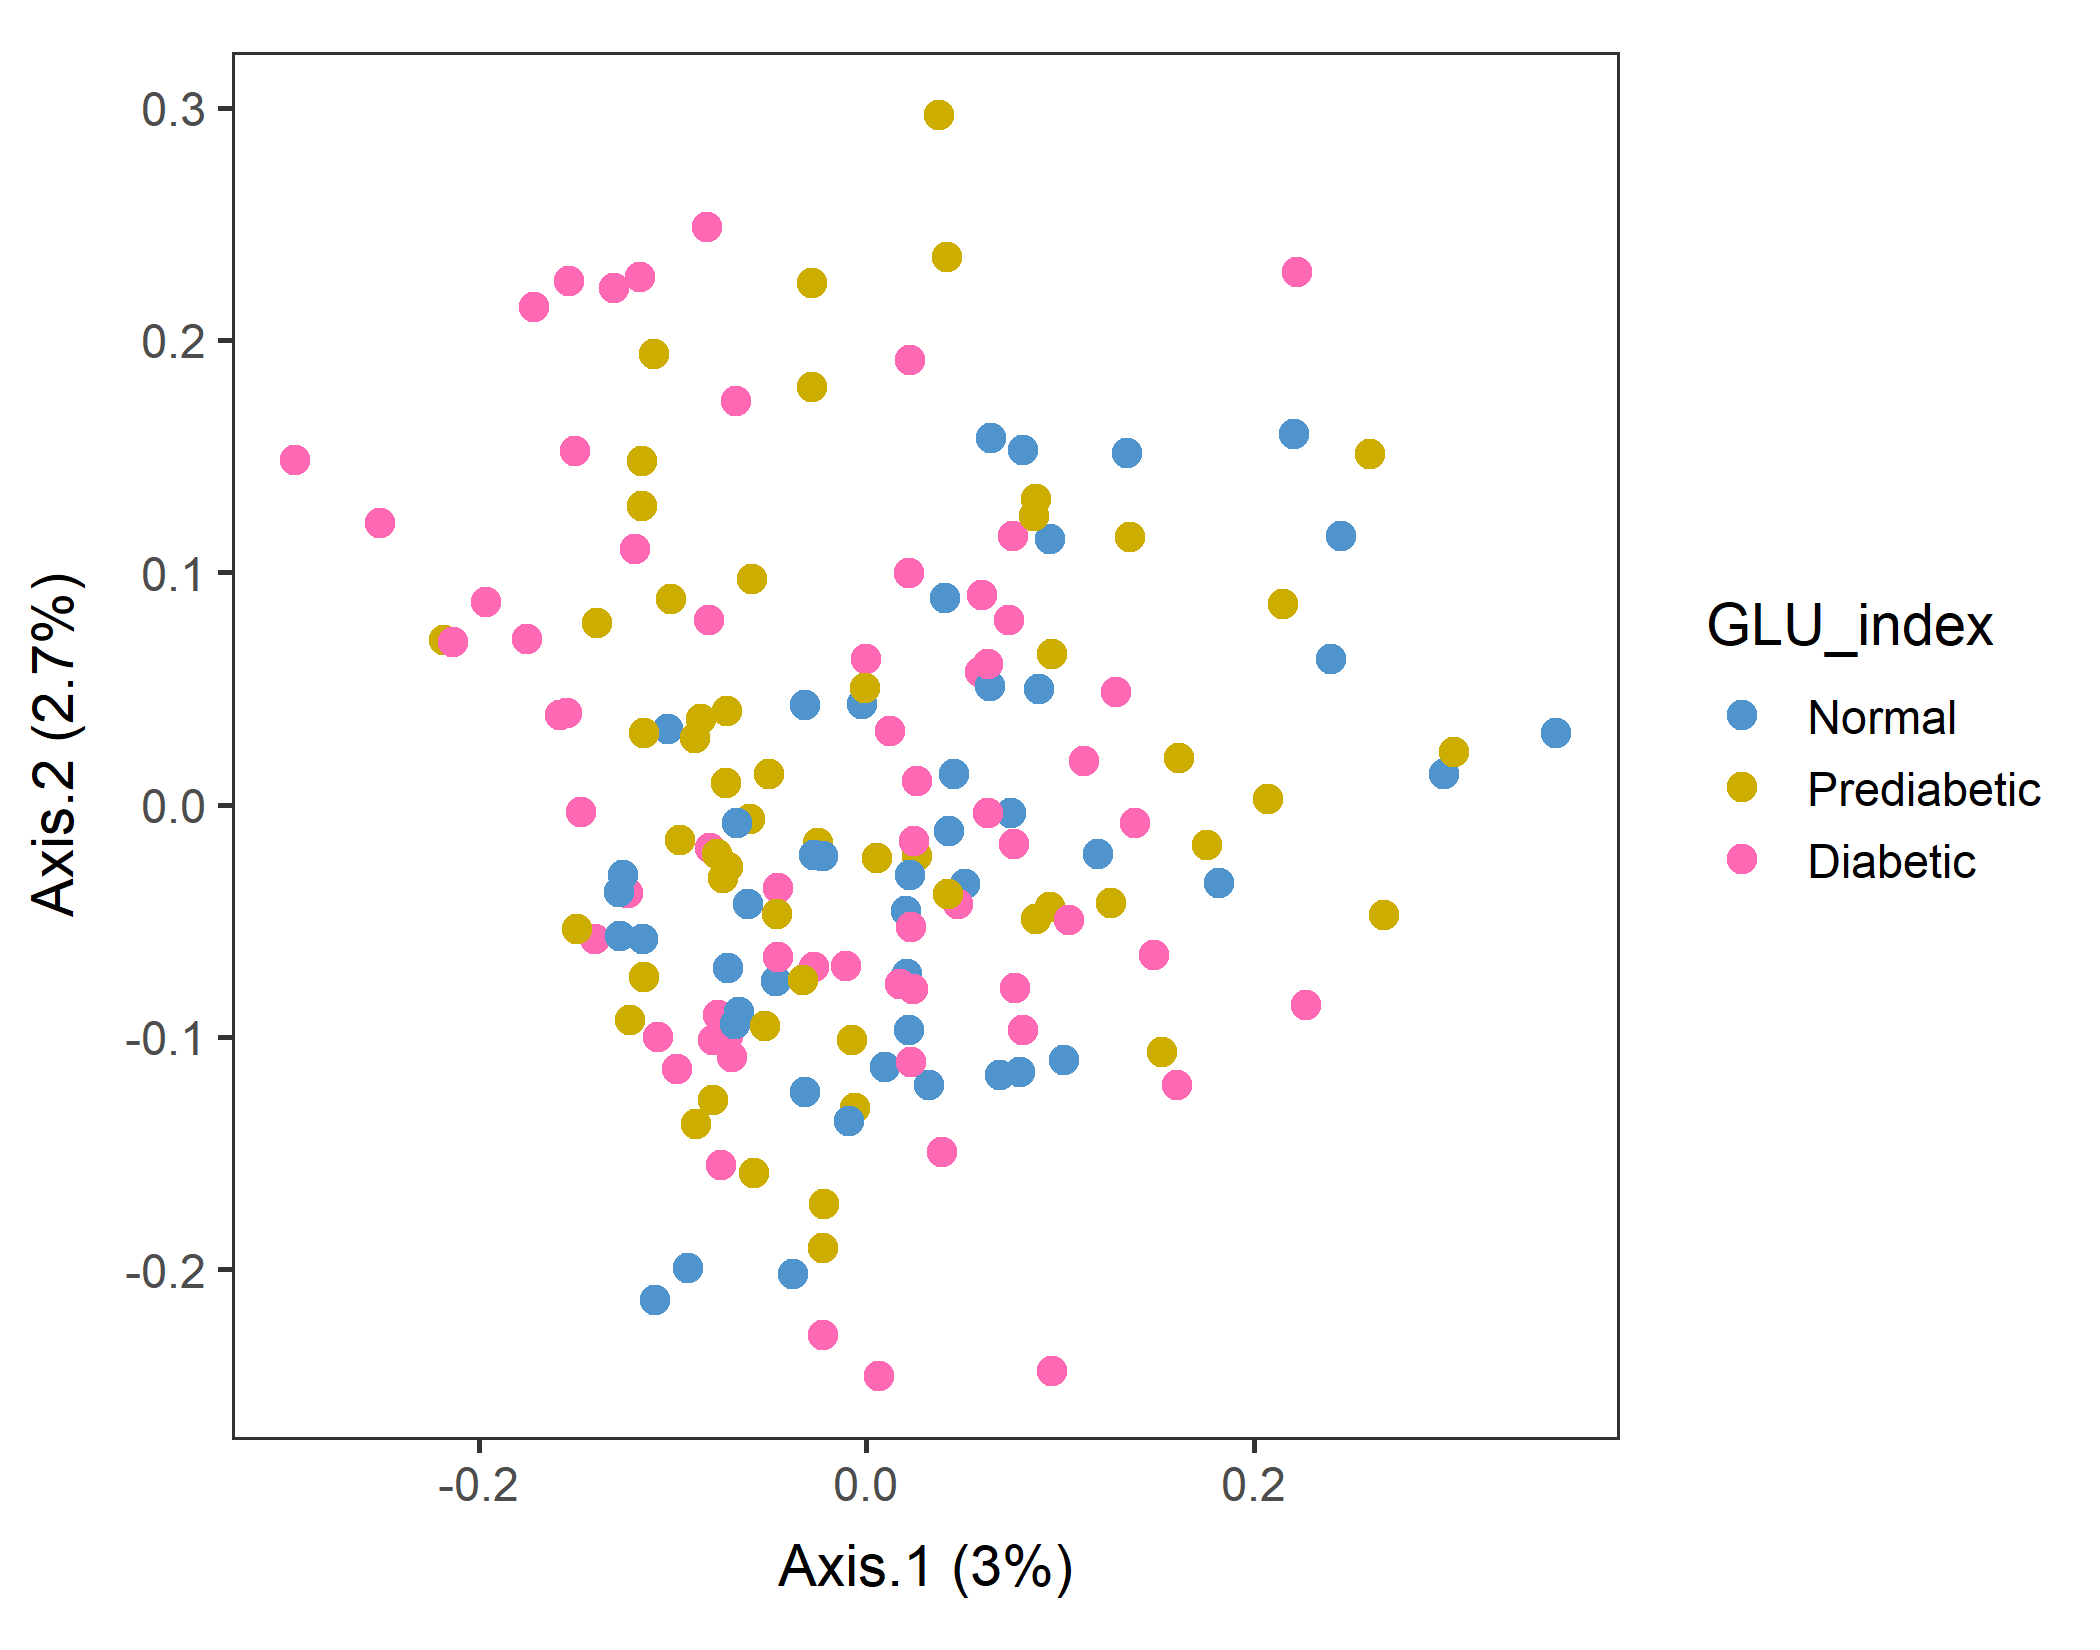 0.3
0.2
0.1
0.0
-0.1
-0.2
Axis.2 (2.7%)
-0.2
0.0
0.2
Axis.1 (3%)
GLU_index
Normal
Prediabetic
Diabetic